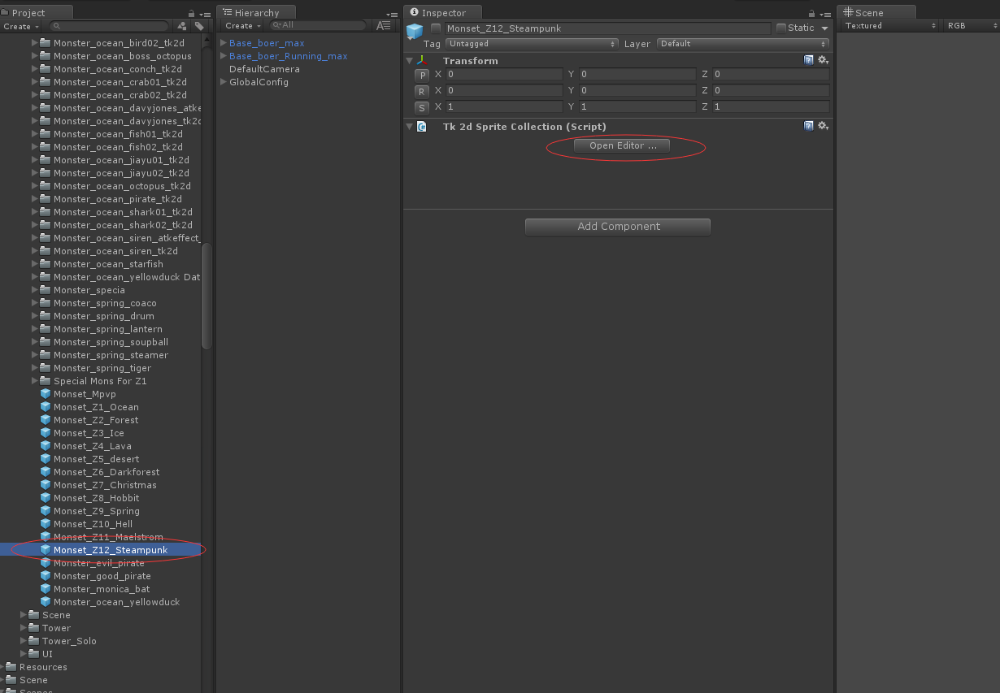 Project
Create
Monster_ocean_bird02_tk2d
Monster_ocean_boss_octopus
Monster_ocean_conch_tk2d
Monster_ocean_crab01_tk2d
Monster_ocean_crab02_tk2d
Monster_ocean_davyjones_atke
Monster_ocean_davyjones_tk2d
Monster_ocean_fish01_tk2d
Monster_ocean_fish02_tk2d
Monster_ocean_jiayu01_tk2d
Monster_ocean_jiayu02_tk2d
Monster_ocean_octopus_tk2d
Monster_ocean_pirate_tk2d
Monster_ocean_shark01_tk2d
Monster_ocean_shark02_tk2d
Monster_ocean_siren_atkeffect_
Monster_ocean_siren_tk2d
Monster_ocean_starfish
Monster_ocean_yellowduck Dat
Monster_specia
Monster_spring_coaco
Monster_spring_drum
Monster_spring_lantern
Monster_spring_soupball
Monster_spring_steamer
Monster_spring_tiger
Special Mons For Z1
Monset_Mpvp
Monset_Z1_Ocean
Monset_Z2_Forest
Monset_Z3_Ice
Monset_Z4_Lava
Monset_Z5_desert
Monset_Z6_Darkforest
Monset_Z7_Christmas
Monset_Z8_Hobbit
Monset_Z9_Spring
Monset_Z10_Hell
Monset_Z11_Maelstrom
Monset_Z12_Steampunk
Monster_evil_pirate
Monster_good_pirate
Monster_monica_bat
Monster_ocean_yellowduck
Scene
Tower
Tower_Solo
UI
Resources
Scene
Scenes
Hierarchy
Create All
Base_boer_max
Base_boer_Running_max
DefaultCamera
GlobalConfig
Inspector
Monset_Z12_Steampunk Static
Tag Untagged Layer Default
Transform
P X 0 Y 0 Z 0
R X 0 Y 0 Z 0
S X 1 Y 1 Z 1
Tk 2d Sprite Collection (Script)
Open Editor ...
Add Component
Scene
Textured RGB